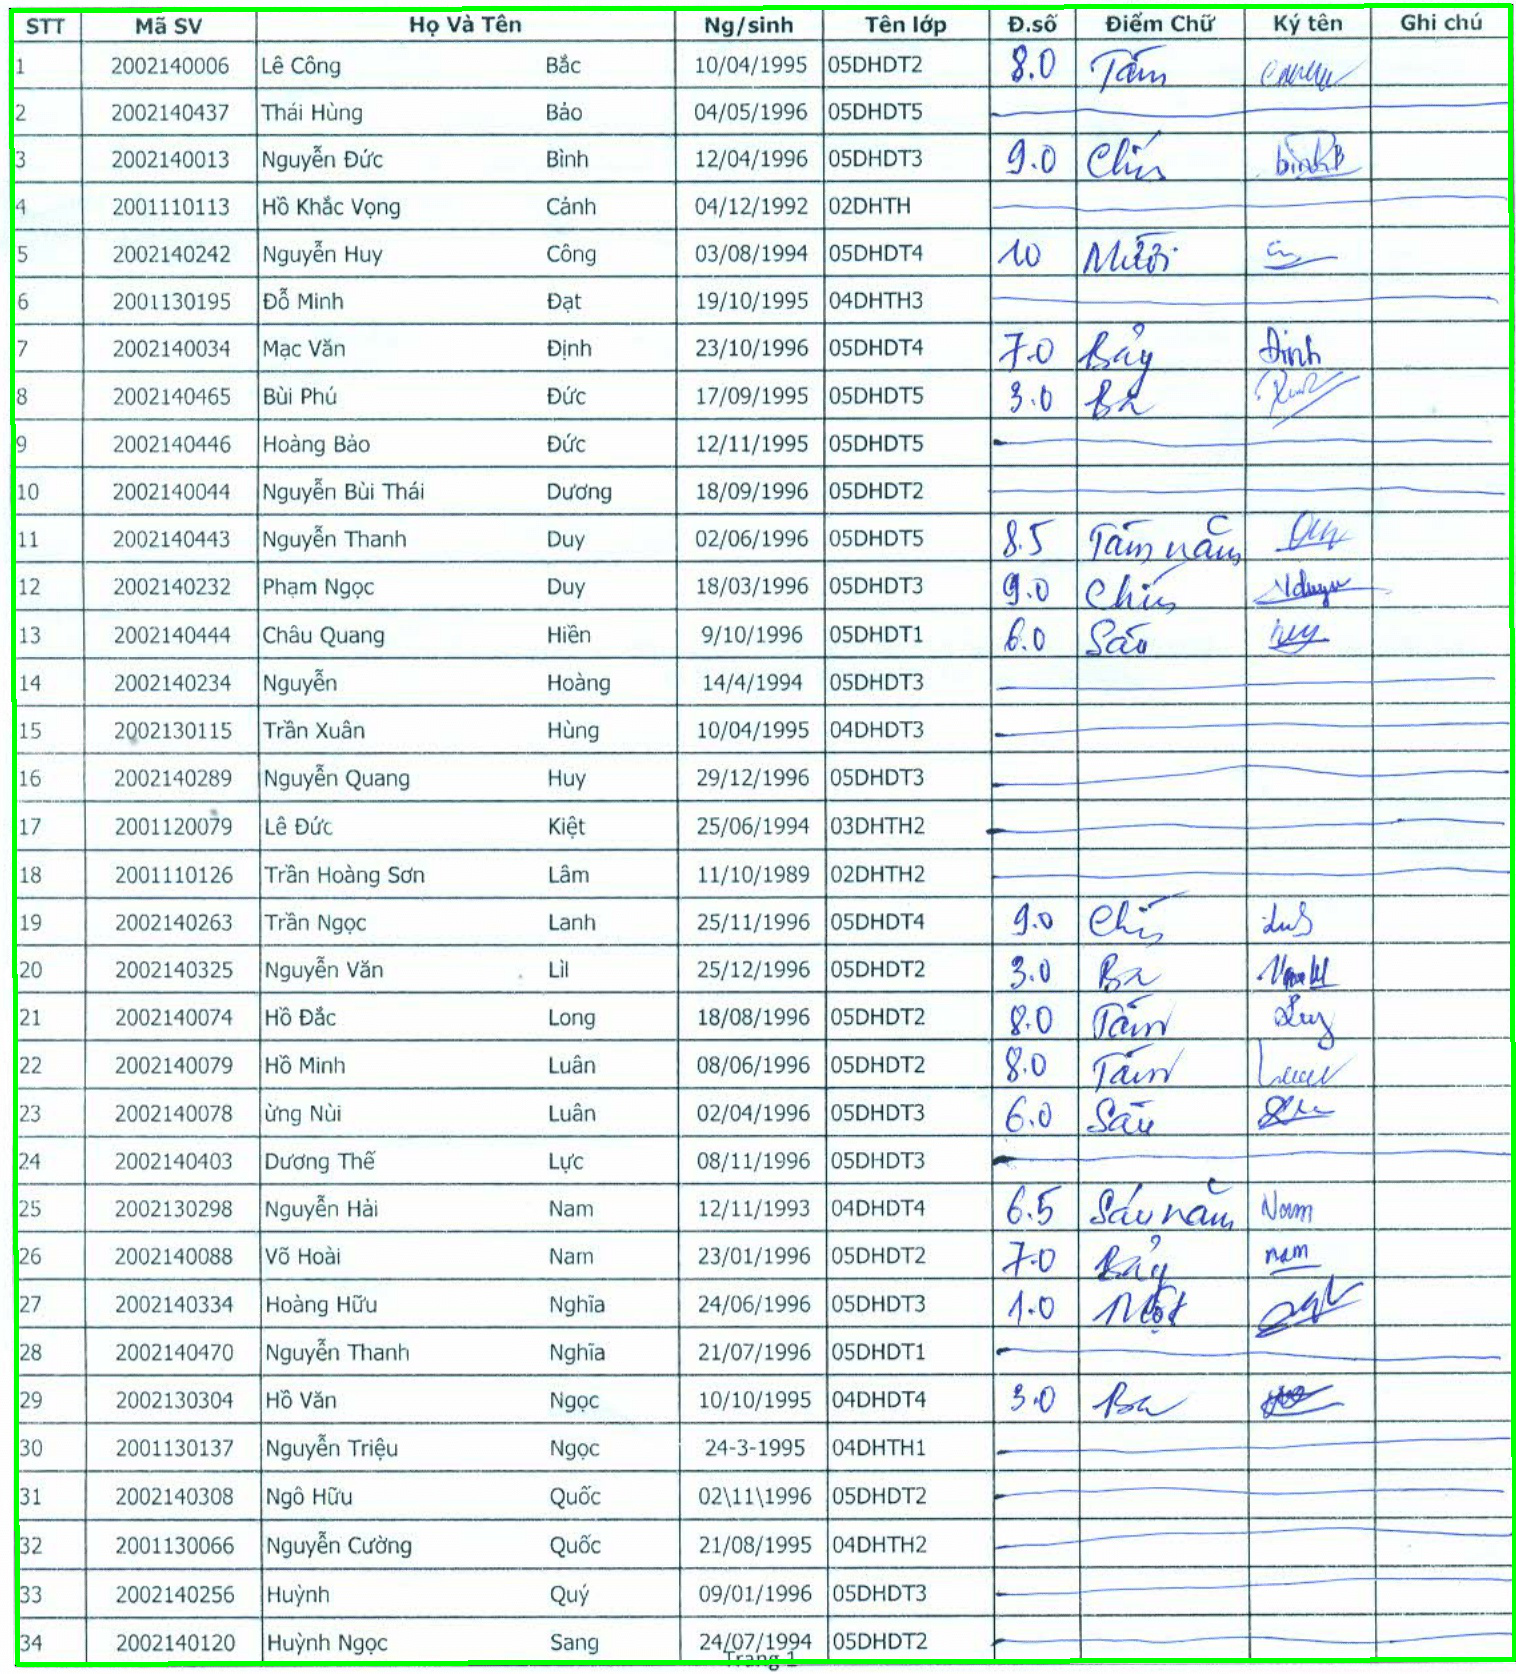 STT Mã SV Họ Và Tên Ng/sinh Tên lớp Đ.số Điểm Chữ Ký tên Ghi chú
1 2002140006 Lê Công Bắc 10/04/1995 05DHDT2 8.0 Tám
2 2002140437 Thái Hùng Bảo 04/05/1996 05DHDT5
3 2002140013 Nguyễn Đức Bình 12/04/1996 05DHDT3 9.0 Chín
4 2001110113 Hồ Khắc Vọng Cảnh 04/12/1992 02DHTH
5 2002140242 Nguyễn Huy Công 03/08/1994 05DHDT4 10 Mười
6 2001130195 Đỗ Minh Đạt 19/10/1995 04DHTH3
7 2002140034 Mạc Văn Định 23/10/1996 05DHDT4 7.0 Bảy Định
8 2002140465 Bùi Phú Đức 17/09/1995 05DHDT5 3.0 Ba
9 2002140446 Hoàng Bảo Đức 12/11/1995 05DHDT5
10 2002140044 Nguyễn Bùi Thái Dương 18/09/1996 05DHDT2
11 2002140443 Nguyễn Thanh Duy 02/06/1996 05DHDT5 8.5 Tám năm
12 2002140232 Phạm Ngọc Duy 18/03/1996 05DHDT3 9.0 Chín
13 2002140444 Châu Quang Hiền 9/10/1996 05DHDT1 6.0 Sáu
14 2002140234 Nguyễn Hoàng 14/4/1994 05DHDT3
15 2002130115 Trần Xuân Hùng 10/04/1995 04DHDT3
16 2002140289 Nguyễn Quang Huy 29/12/1996 05DHDT3
17 2001120079 Lê Đức Kiệt 25/06/1994 03DHTH2
18 2001110126 Trần Hoàng Sơn Lâm 11/10/1989 02DHTH2
19 2002140263 Trần Ngọc Lanh 25/11/1996 05DHDT4 9.0 Chín
20 2002140325 Nguyễn Văn Lìl 25/12/1996 05DHDT2 3.0 Ba
21 2002140074 Hồ Đắc Long 18/08/1996 05DHDT2 8.0 Tám
22 2002140079 Hồ Minh Luân 08/06/1996 05DHDT2 8.0 Tám
23 2002140078 ừng Nùi Luân 02/04/1996 05DHDT3 6.0 Sáu
24 2002140403 Dương Thế Lực 08/11/1996 05DHDT3
25 2002130298 Nguyễn Hải Nam 12/11/1993 04DHDT4 6.5 Sáu năm Nam
26 2002140088 Võ Hoài Nam 23/01/1996 05DHDT2 7.0 Bảy nam
27 2002140334 Hoàng Hữu Nghĩa 24/06/1996 05DHDT3 1.0 Một
28 2002140470 Nguyễn Thanh Nghĩa 21/07/1996 05DHDT1
29 2002130304 Hồ Văn Ngọc 10/10/1995 04DHDT4 3.0 Ba
30 2001130137 Nguyễn Triệu Ngọc 24-3-1995 04DHTH1
31 2002140308 Ngô Hữu Quốc 02\11\1996 05DHDT2
32 2001130066 Nguyễn Cường Quốc 21/08/1995 04DHTH2
33 2002140256 Huỳnh Quý 09/01/1996 05DHDT3
34 2002140120 Huỳnh Ngọc Sang 24/07/1994 05DHDT2
Trang 1